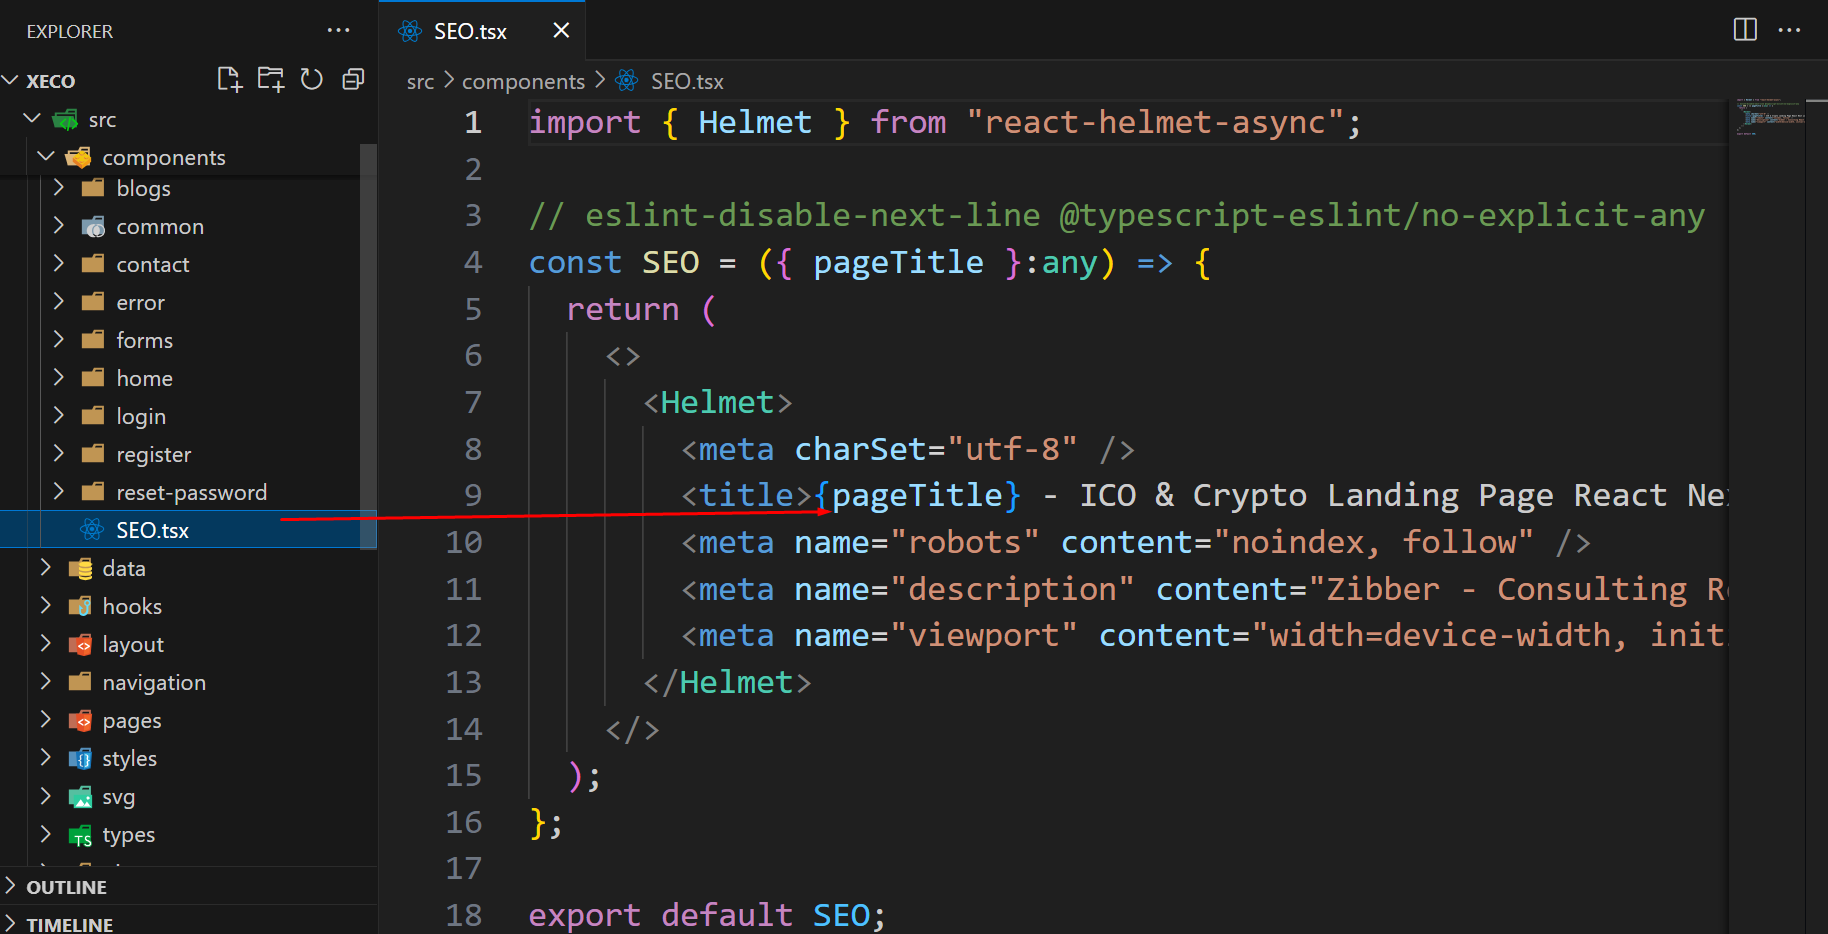 EXPLORER
XECO
src
components
blogs
common
contact
error
forms
home
login
register
reset-password
SEO.tsx
data
hooks
layout
navigation
pages
styles
svg
types
OUTLINE
TIMELINE
SEO.tsx
src > components > SEO.tsx
1 import { Helmet } from "react-helmet-async";
2
3 // eslint-disable-next-line @typescript-eslint/no-explicit-any
4 const SEO = ({ pageTitle }:any) => {
5 return (
6 <>
7 <Helmet>
8 <meta charSet="utf-8" />
9 <title>{pageTitle} - ICO & Crypto Landing Page React Ne
10 <meta name="robots" content="noindex, follow" />
11 <meta name="description" content="Zibber - Consulting R
12 <meta name="viewport" content="width=device-width, init
13 </Helmet>
14 </>
15 );
16 };
17
18 export default SEO;